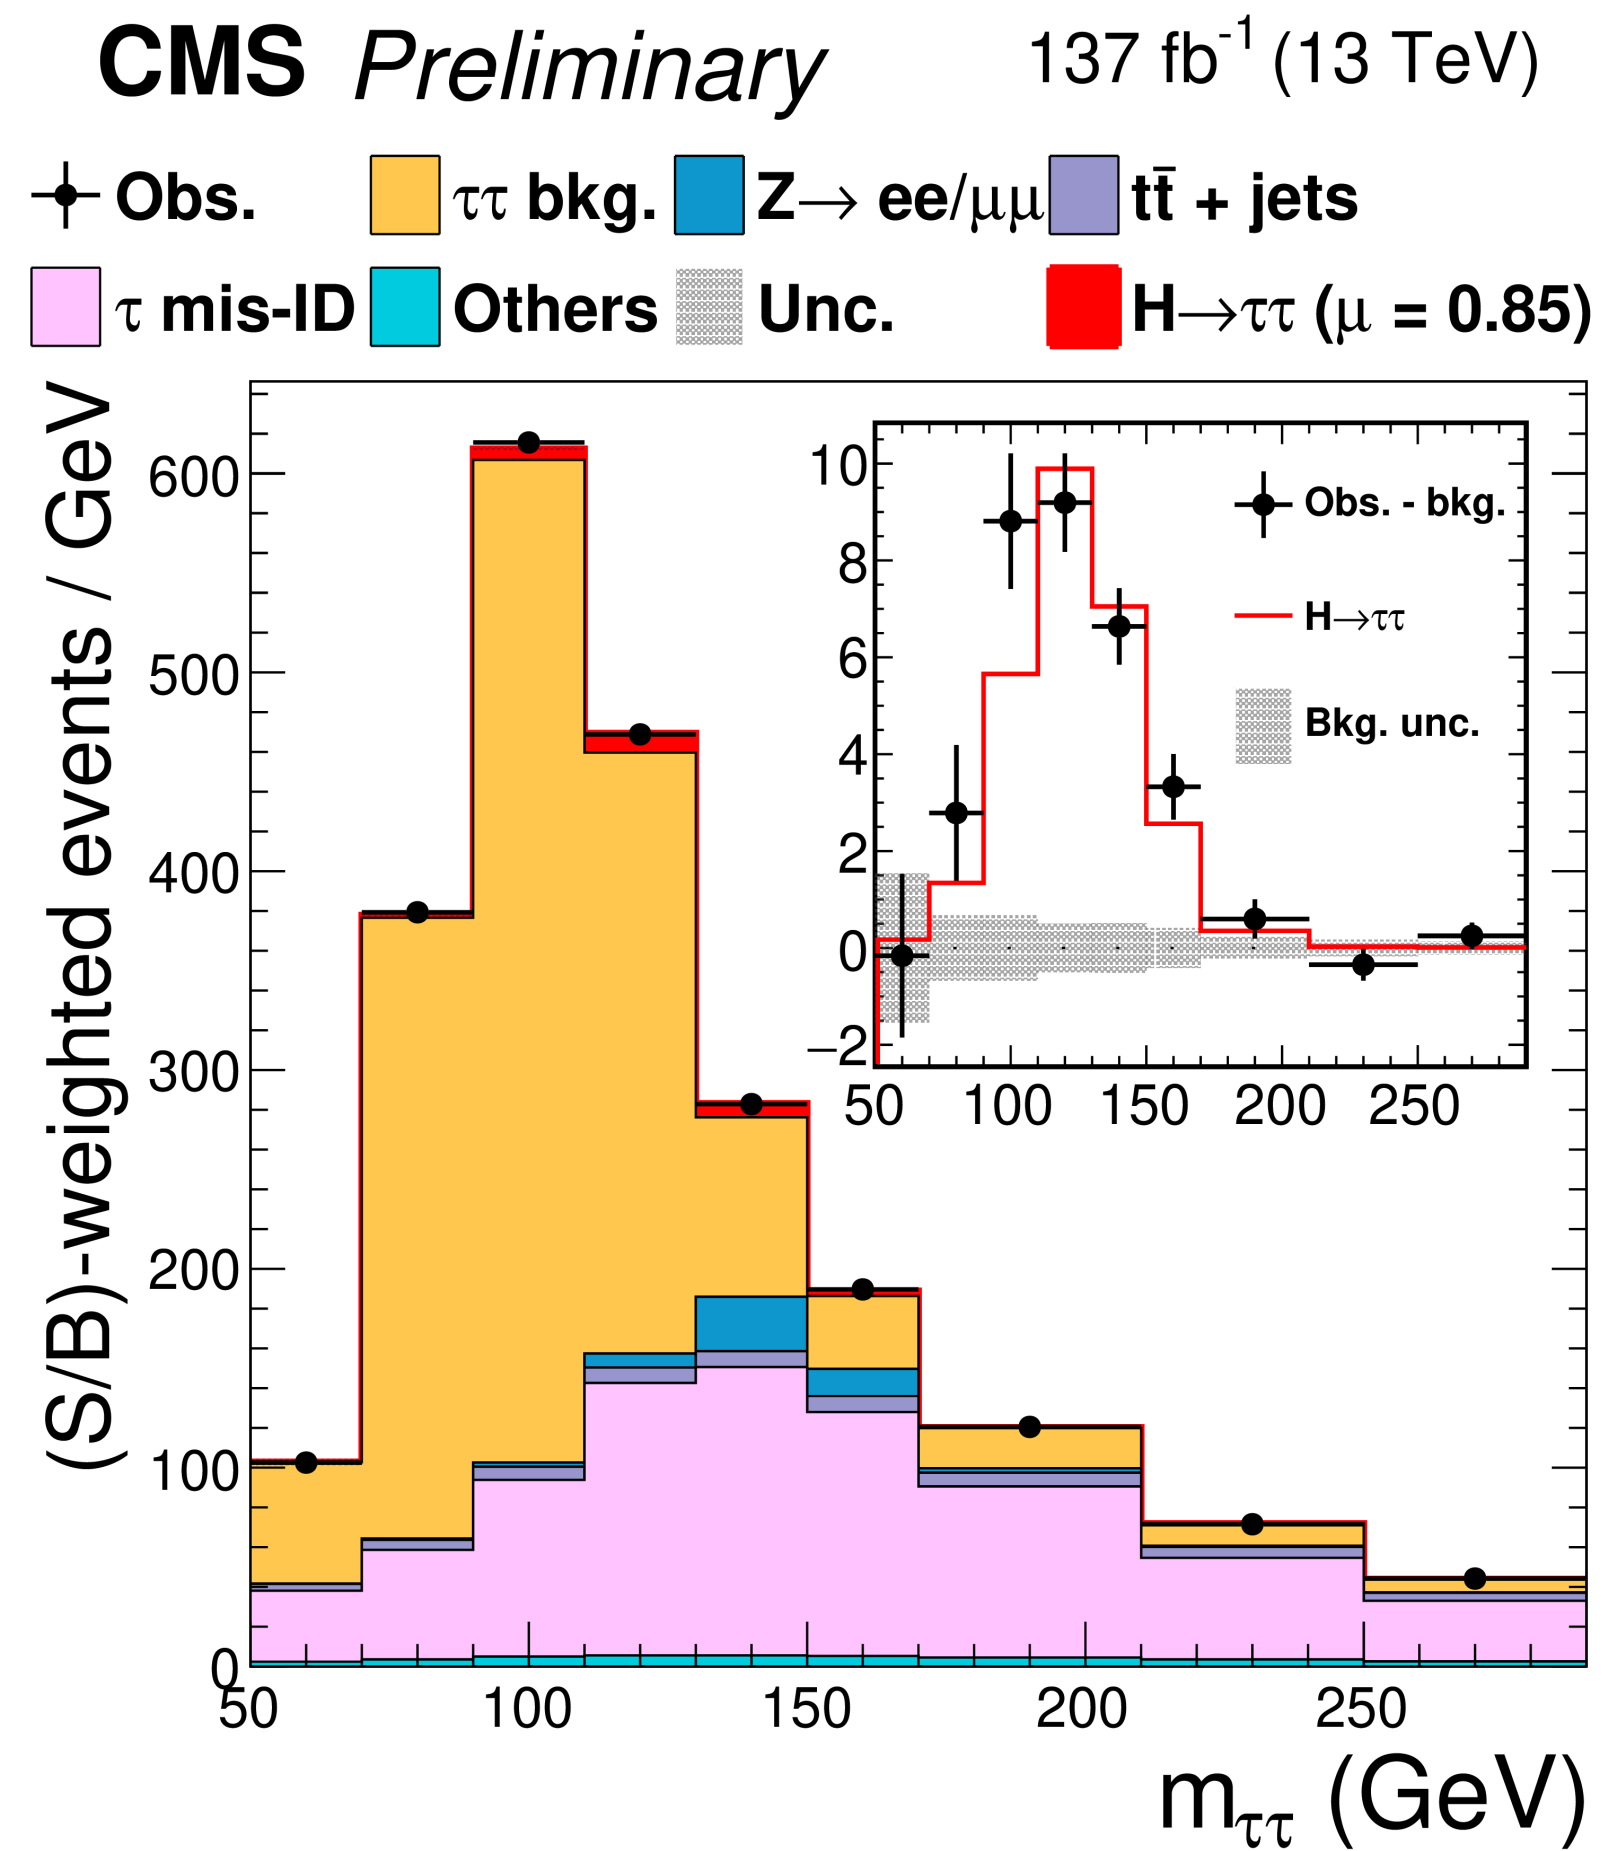 CMS Preliminary 137 fb⁻¹ (13 TeV)
Obs. ττ bkg. Z→ ee/μμ tt̄ + jets
τ mis-ID Others Unc. H→ττ (μ = 0.85)
(S/B)-weighted events / GeV
600
500
400
300
200
100
0
50 100 150 200 250
m_ττ (GeV)
10
8
6
4
2
0
−2
50 100 150 200 250
Obs. - bkg.
H→ττ
Bkg. unc.